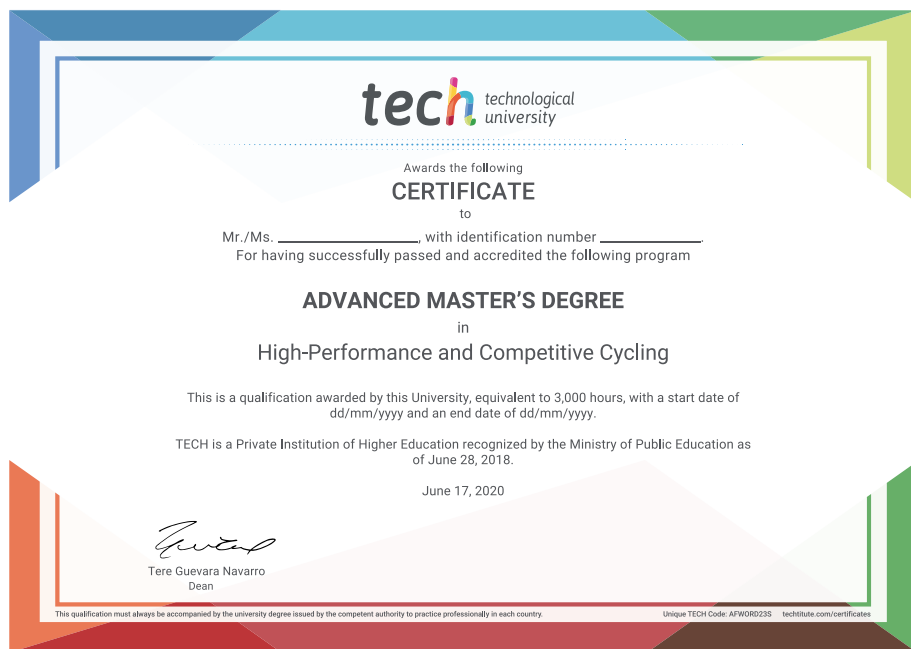 tech technological
university
Awards the following
CERTIFICATE
to
Mr./Ms. ____________________, with identification number ______________.
For having successfully passed and accredited the following program
ADVANCED MASTER’S DEGREE
in
High-Performance and Competitive Cycling
This is a qualification awarded by this University, equivalent to 3,000 hours, with a start date of
dd/mm/yyyy and an end date of dd/mm/yyyy.
TECH is a Private Institution of Higher Education recognized by the Ministry of Public Education as
of June 28, 2018.
June 17, 2020
Tere Guevara Navarro
Dean
This qualification must always be accompanied by the university degree issued by the competent authority to practice professionally in each country.
Unique TECH Code: AFWORD23S techtitute.com/certificates